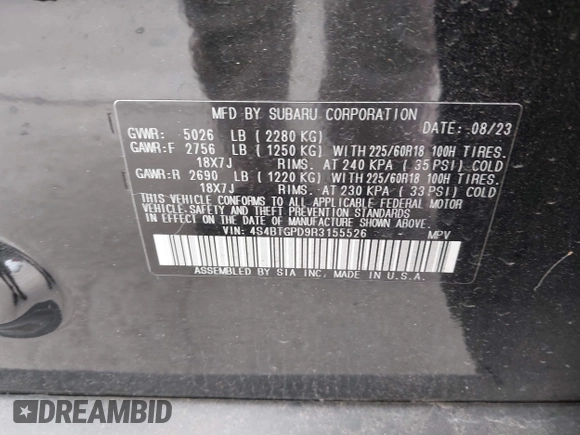 MFD BY SUBARU CORPORATION
GVWR: 5026 LB (2280 KG) DATE: 08/23
GAWR:F 2756 LB (1250 KG) WITH 225/60R18 100H TIRES.
18X7J RIMS. AT 240 KPA (35 PSI) COLD
GAWR:R 2690 LB (1220 KG) WITH 225/60R18 100H TIRES.
18X7J RIMS. AT 230 KPA (33 PSI) COLD
THIS VEHICLE CONFORMS TO ALL APPLICABLE FEDERAL MOTOR
VEHICLE SAFETY AND THEFT PREVENTION STANDARDS IN EFFECT
ON THE DATE OF MANUFACTURE SHOWN ABOVE.
VIN: 4S4BTGPD9R3155526 - MPV
ASSEMBLED BY SIA INC, MADE IN U.S.A.
DREAMBID